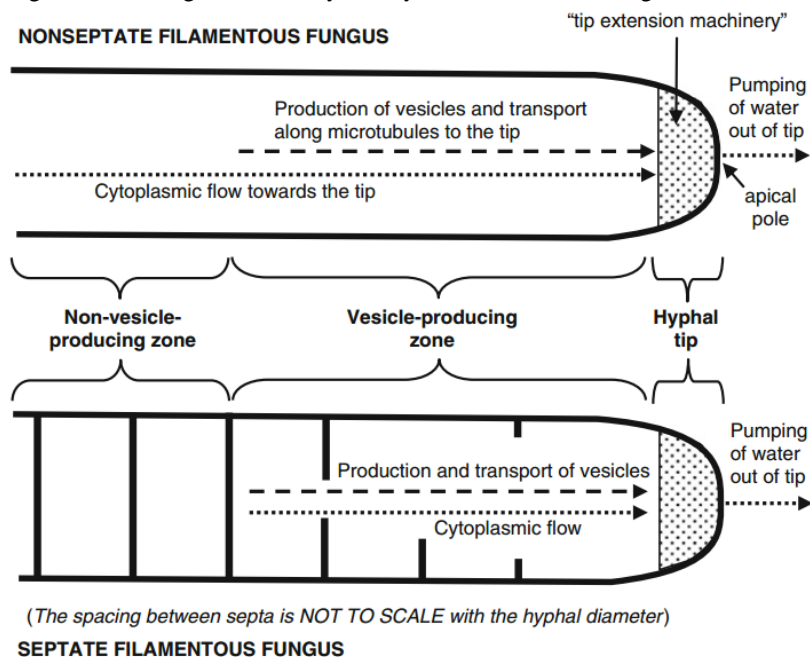 NONSEPTATE FILAMENTOUS FUNGUS
"tip extension machinery"
Production of vesicles and transport
along microtubules to the tip
Cytoplasmic flow towards the tip
Pumping
of water
out of tip
apical
pole
Non-vesicle-
producing zone
Vesicle-producing
zone
Hyphal
tip
Production and transport of vesicles
Cytoplasmic flow
Pumping
of water
out of tip
(The spacing between septa is NOT TO SCALE with the hyphal diameter)
SEPTATE FILAMENTOUS FUNGUS